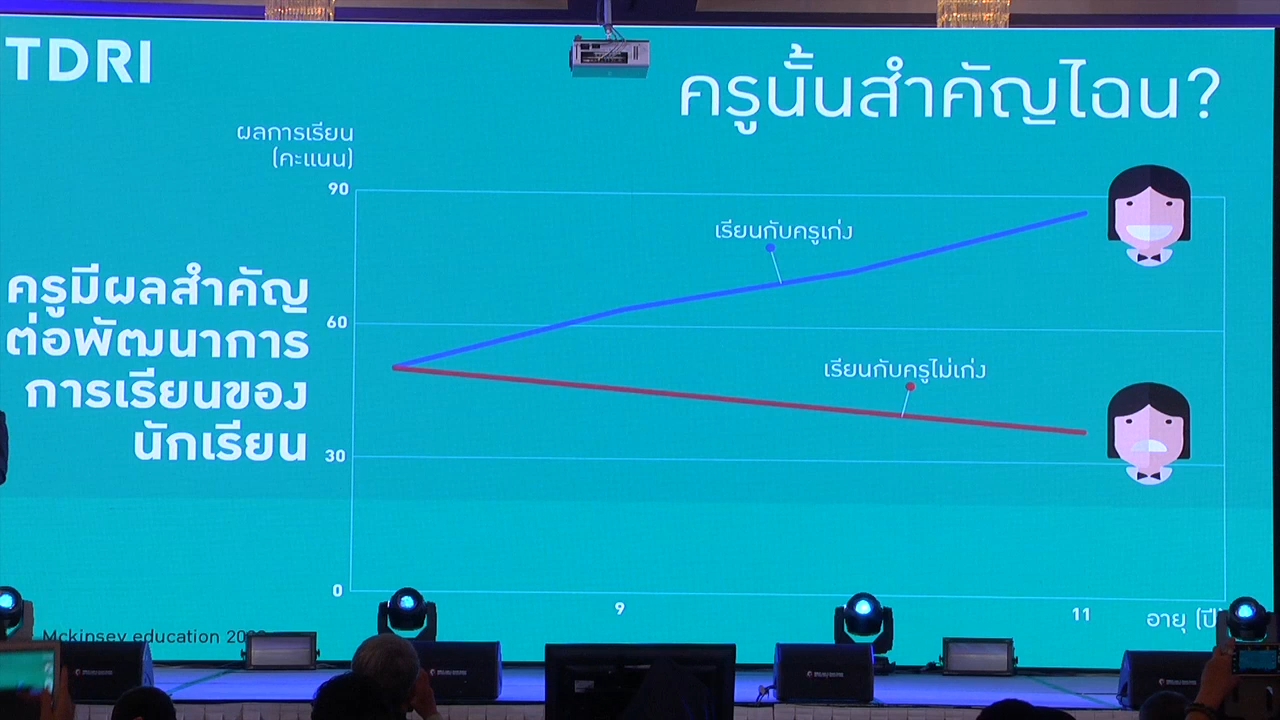 TDRI
ครูนั้นสำคัญไฉน?
ผลการเรียน
(คะแนน)
90
เรียนกับครูเก่ง
ครูมีผลสำคัญ
ต่อพัฒนาการ
การเรียนของ
นักเรียน
60
เรียนกับครูไม่เก่ง
30
0
9
11
อายุ (ปี
Mckinsey education